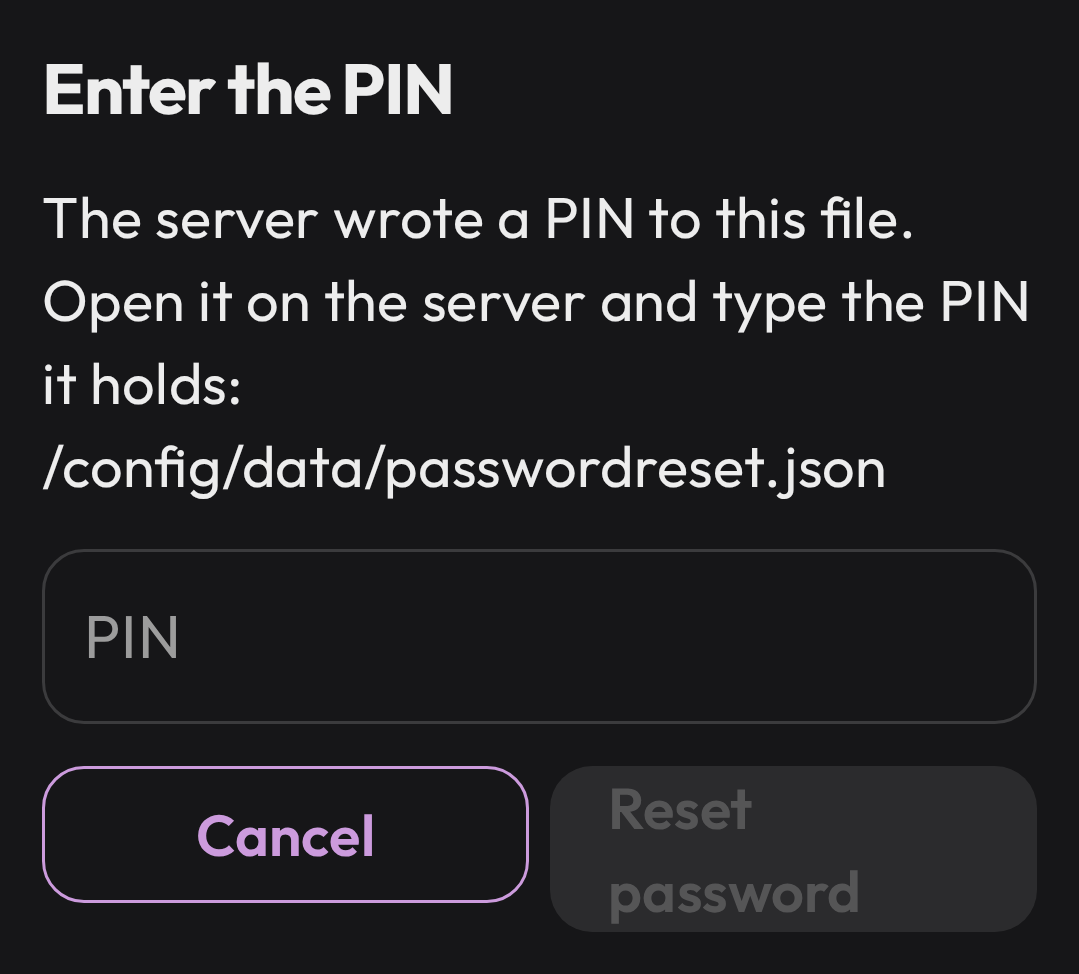 Enter the PIN
The server wrote a PIN to this file.
Open it on the server and type the PIN
it holds:
/config/data/passwordreset.json
PIN
Cancel
Reset
password